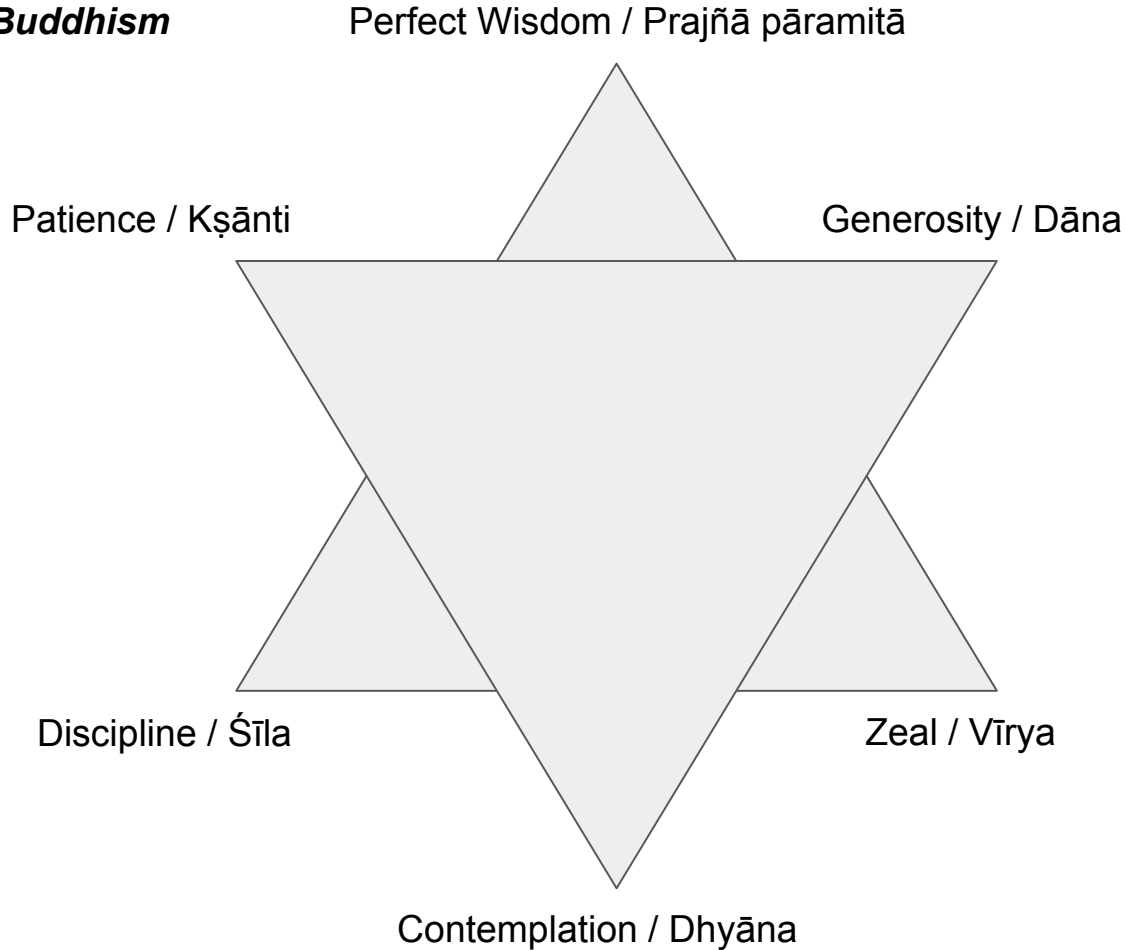 Buddhism
Perfect Wisdom / Prajñā pāramitā
Patience / Kṣānti
Generosity / Dāna
Discipline / Śīla
Zeal / Vīrya
Contemplation / Dhyāna